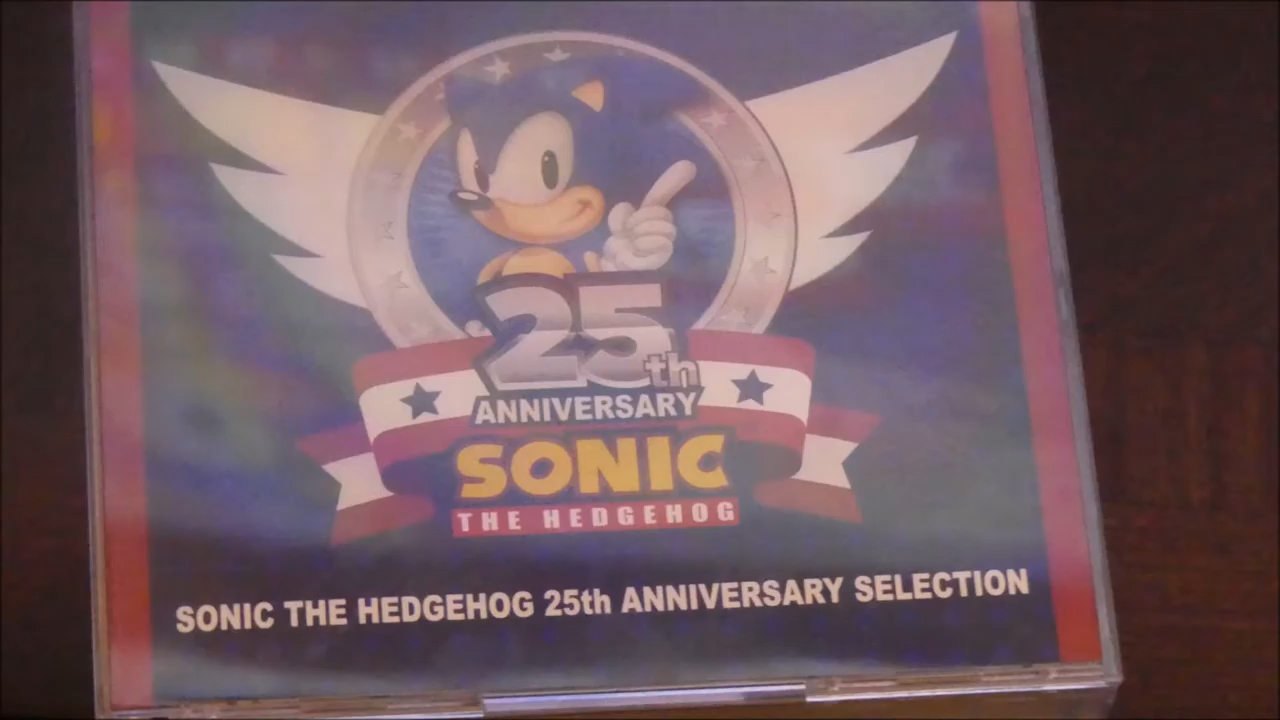 25th
ANNIVERSARY
SONIC
THE HEDGEHOG
SONIC THE HEDGEHOG 25th ANNIVERSARY SELECTION